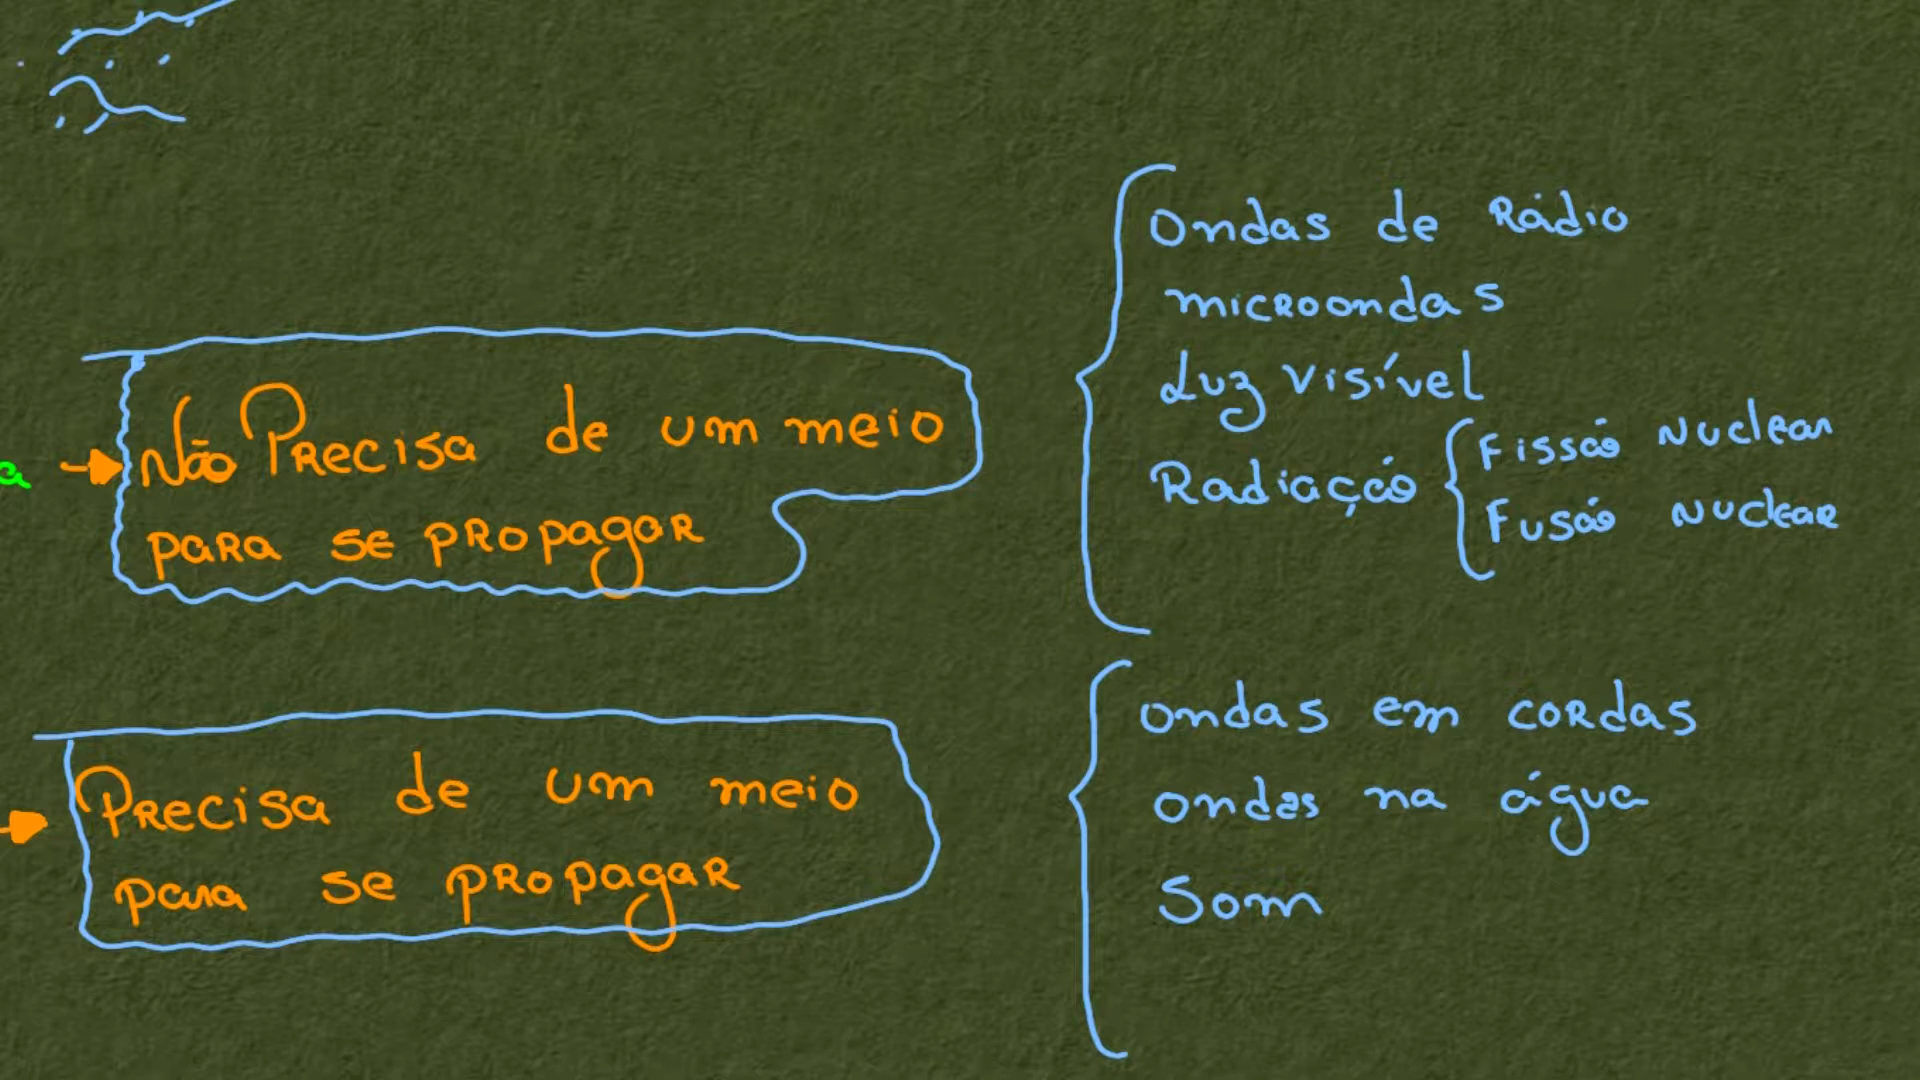 Ondas de Rádio
microondas
Luz visível
Radiação
Fissão Nuclear
Fusão Nuclear
a
Não Precisa de um meio
para se propagar
ondas em cordas
ondas na água
Som
Precisa de um meio
para se propagar